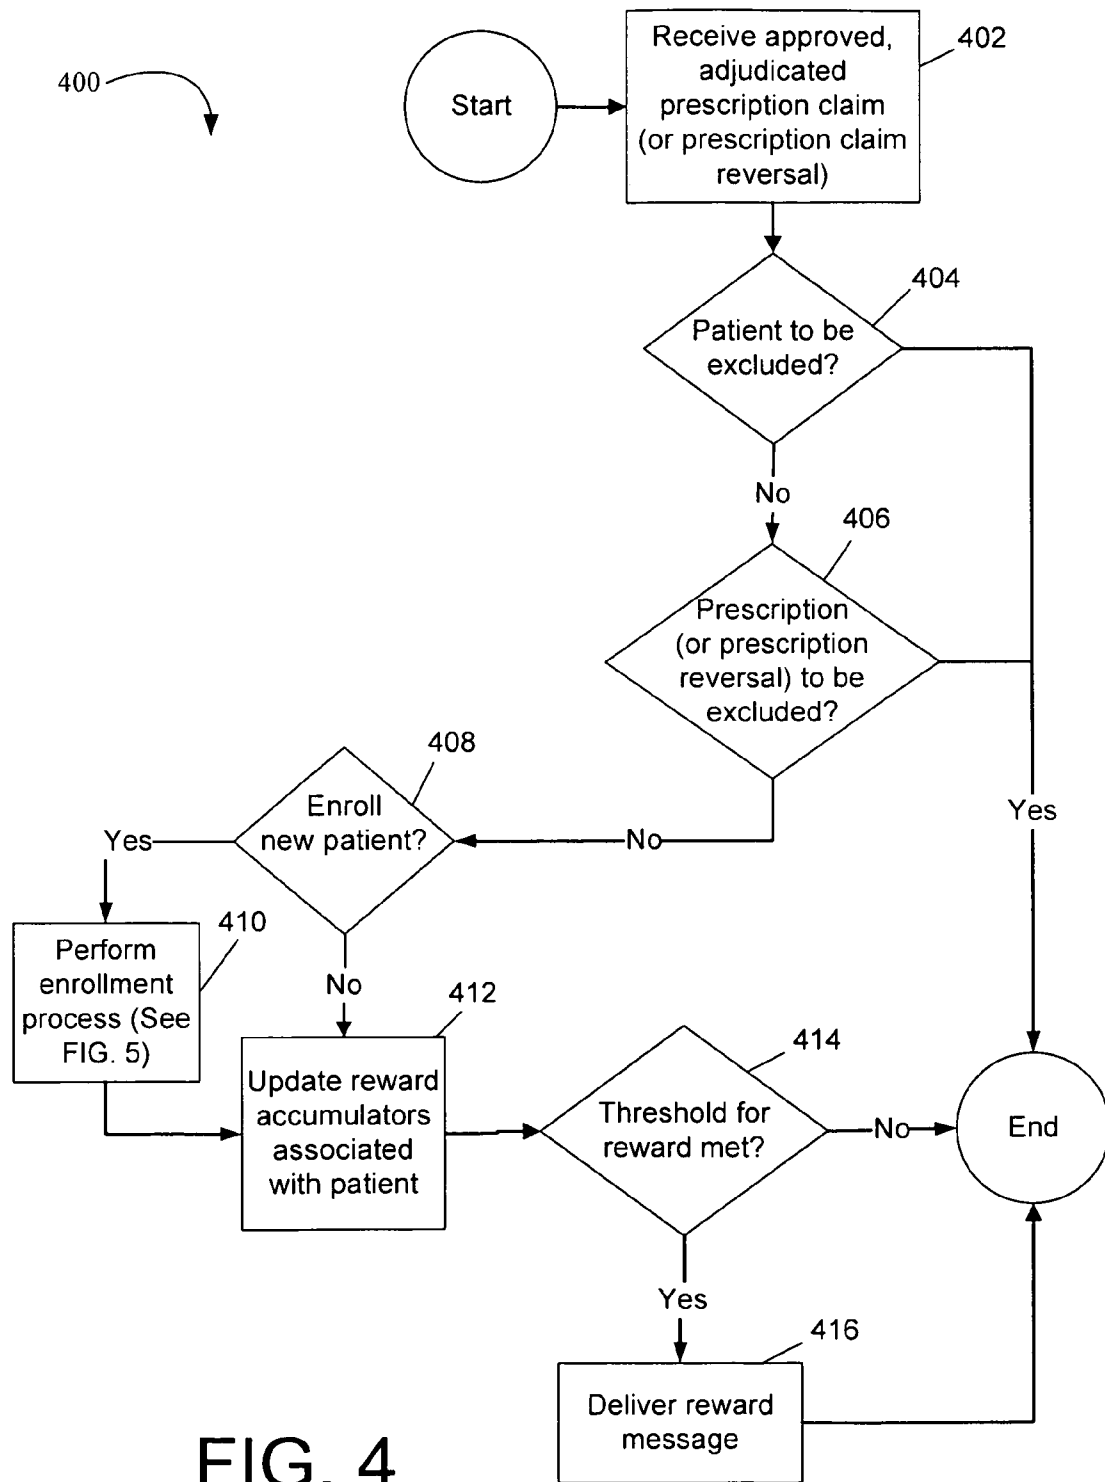 400
Start
Receive approved,
adjudicated
prescription claim
(or prescription claim
reversal)
402
Patient to be
excluded?
404
No
Prescription
(or prescription
reversal) to be
excluded?
406
Yes
No
Enroll
new patient?
408
Yes
Perform
enrollment
process (See
FIG. 5)
410
No
Update reward
accumulators
associated
with patient
412
Threshold for
reward met?
414
No
End
Yes
Deliver reward
message
416
FIG. 4